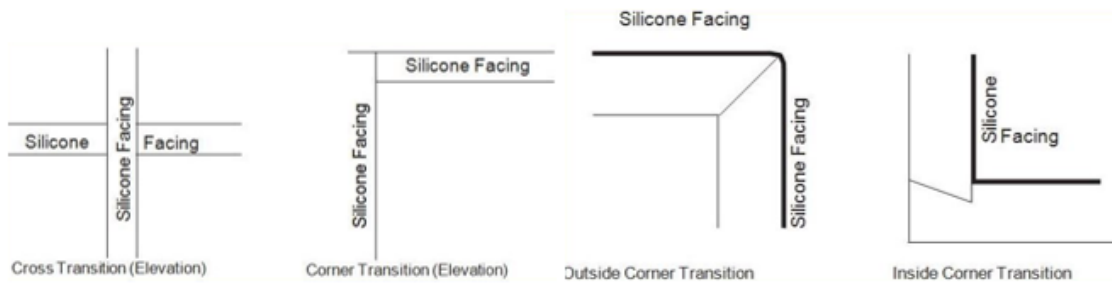 Silicone Facing
Silicone Facing
Silicone
Facing
Silicone Facing
Silicone Facing
Silicone Facing
Silicone
Facing
Cross Transition (Elevation)
Corner Transition (Elevation)
Outside Corner Transition
Inside Corner Transition